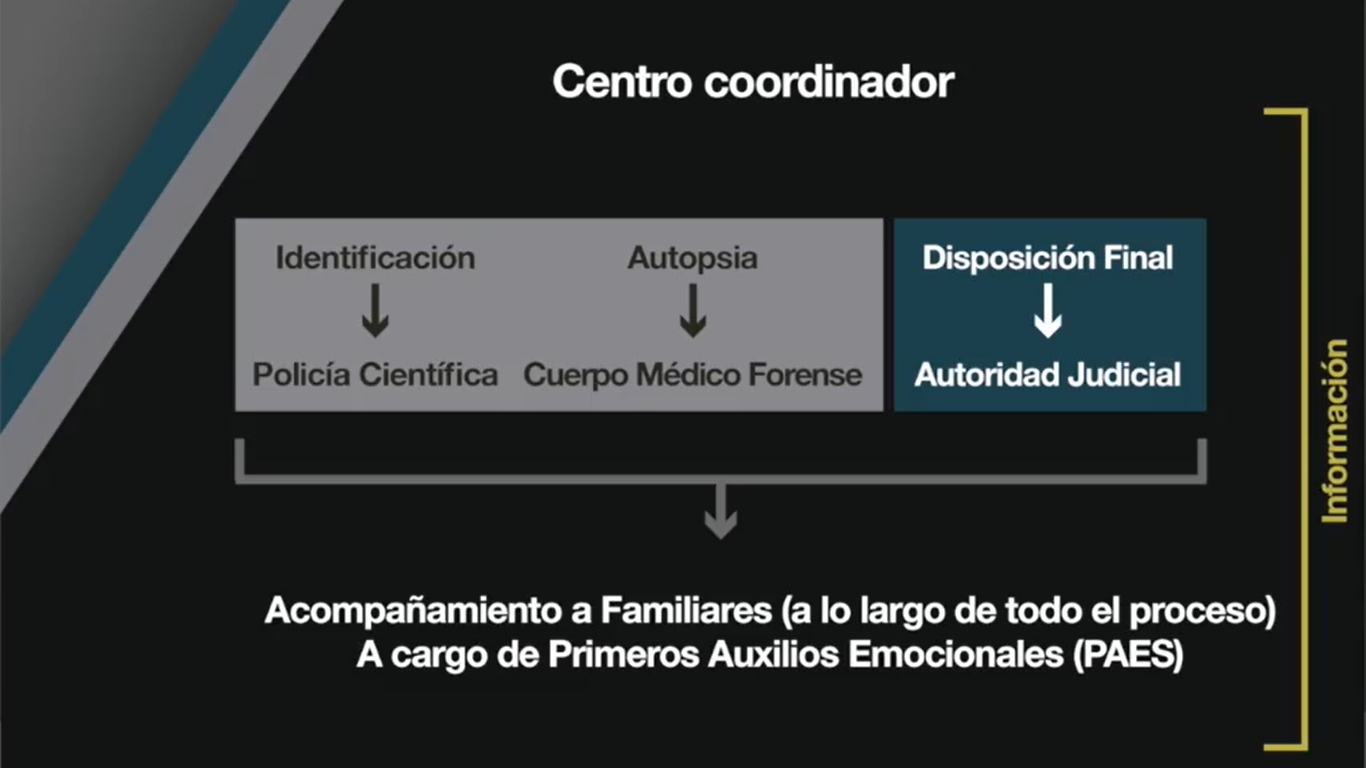 Centro coordinador
Identificación
Autopsia
Disposición Final
Policía Científica
Cuerpo Médico Forense
Autoridad Judicial
Acompañamiento a Familiares (a lo largo de todo el proceso)
A cargo de Primeros Auxilios Emocionales (PAES)
Información